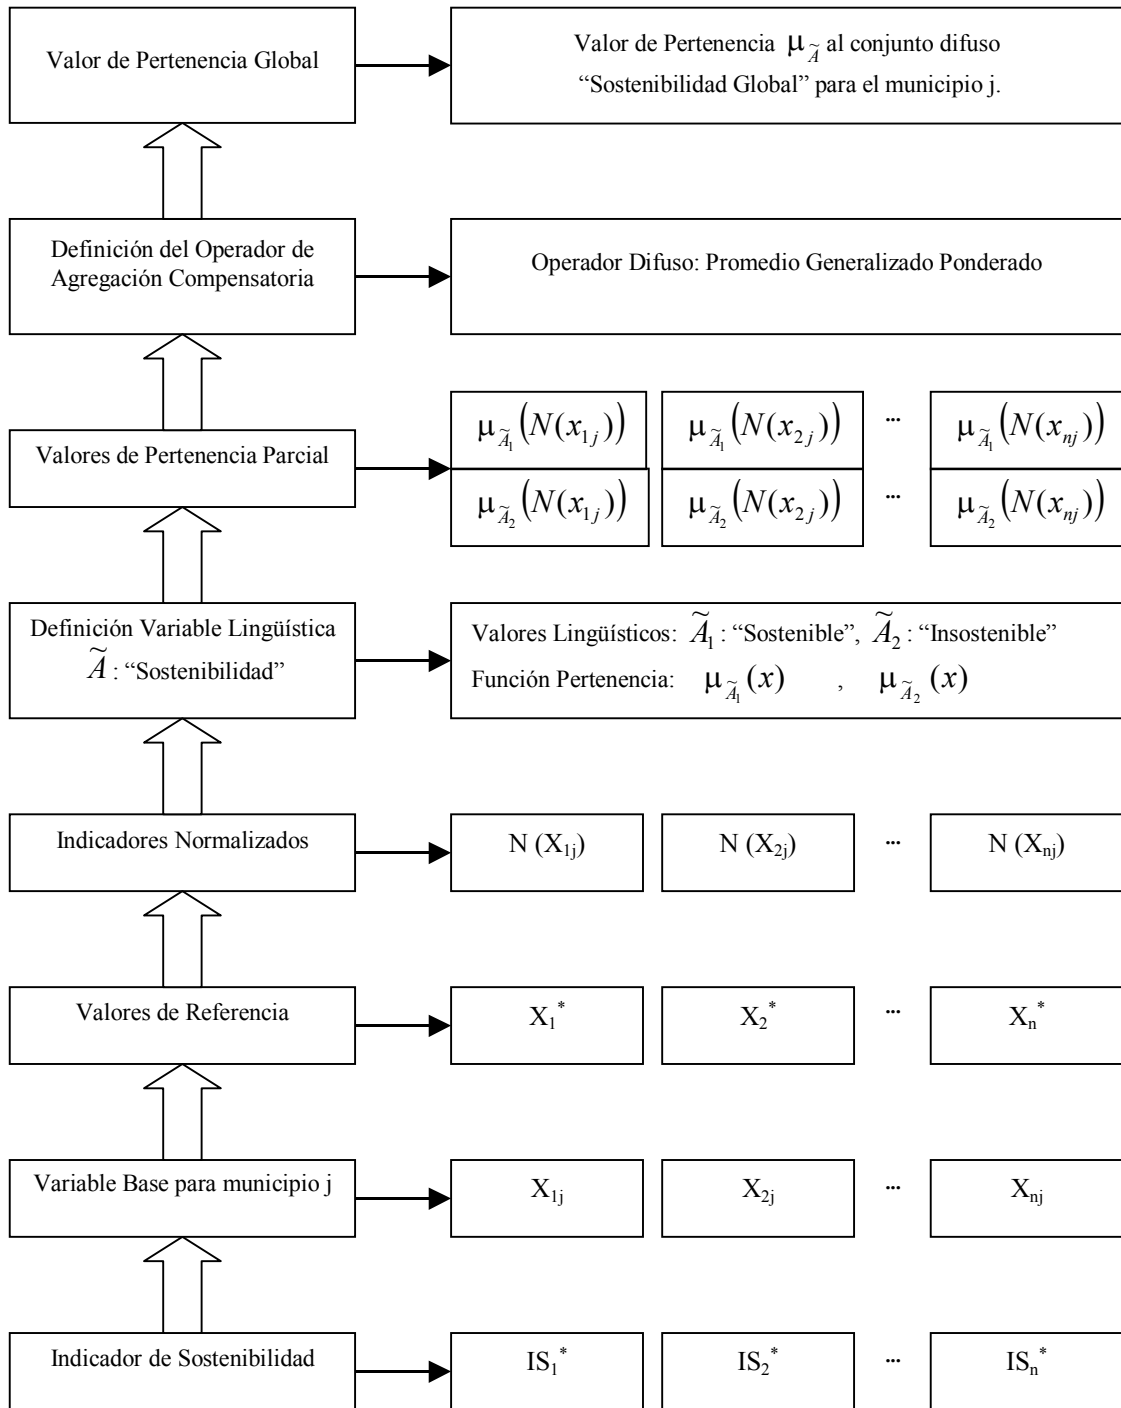 Valor de Pertenencia Global
Valor de Pertenencia μ_Ã al conjunto difuso
“Sostenibilidad Global” para el municipio j.
Definición del Operador de
Agregación Compensatoria
Operador Difuso: Promedio Generalizado Ponderado
Valores de Pertenencia Parcial
μ_Ã₁(N(x₁ⱼ)) μ_Ã₁(N(x₂ⱼ)) ... μ_Ã₁(N(xₙⱼ))
μ_Ã₂(N(x₁ⱼ)) μ_Ã₂(N(x₂ⱼ)) ... μ_Ã₂(N(xₙⱼ))
Definición Variable Lingüística
Ã : “Sostenibilidad”
Valores Lingüísticos: Ã₁ : “Sostenible”, Ã₂ : “Insostenible”
Función Pertenencia: μ_Ã₁(x) , μ_Ã₂(x)
Indicadores Normalizados
N (X₁ⱼ) N (X₂ⱼ) ... N (Xₙⱼ)
Valores de Referencia
X₁* X₂* ... Xₙ*
Variable Base para municipio j
X₁ⱼ X₂ⱼ ... Xₙⱼ
Indicador de Sostenibilidad
IS₁* IS₂* ... ISₙ*